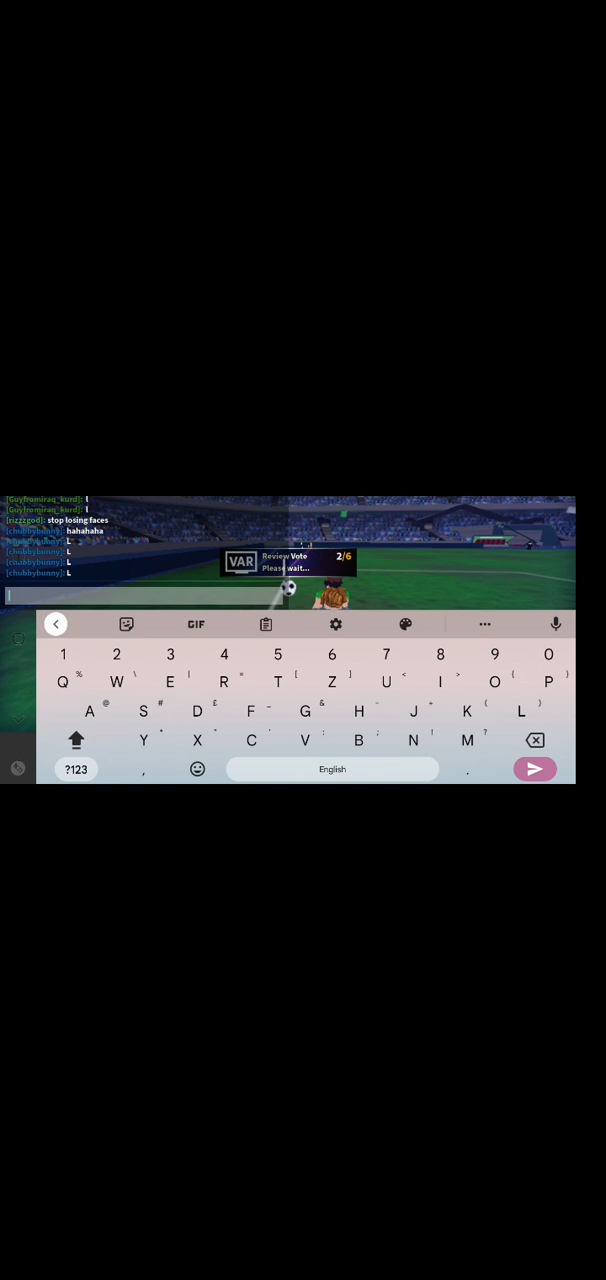 [Guyfromiraq_kurd]: l
[Guyfromiraq_kurd]: l
[rizzzgod]: stop losing faces
[chubbybunny]: hahahaha
[chubbybunny]: L
[chubbybunny]: L
[chubbybunny]: L
[chubbybunny]: L
VAR
Review Vote 2/6
Please wait...
GIF
1 2 3 4 5 6 7 8 9 0
Q % W \ E | R = T [ Z ] U < I > O { P }
A @ S # D £ F _ G & H - J + K ( L )
Y * X " C ' V : B ; N ! M ?
?123 , English .